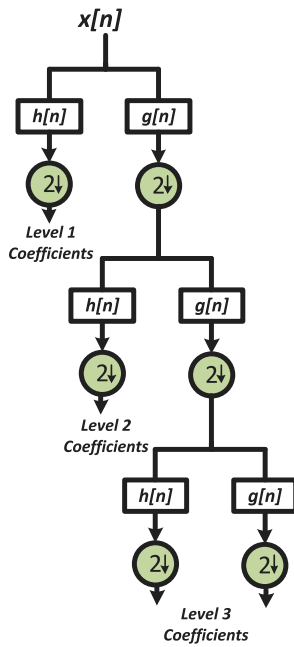 x[n]
h[n] g[n]
2↓ 2↓
Level 1
Coefficients
h[n] g[n]
2↓ 2↓
Level 2
Coefficients
h[n] g[n]
2↓ 2↓
Level 3
Coefficients